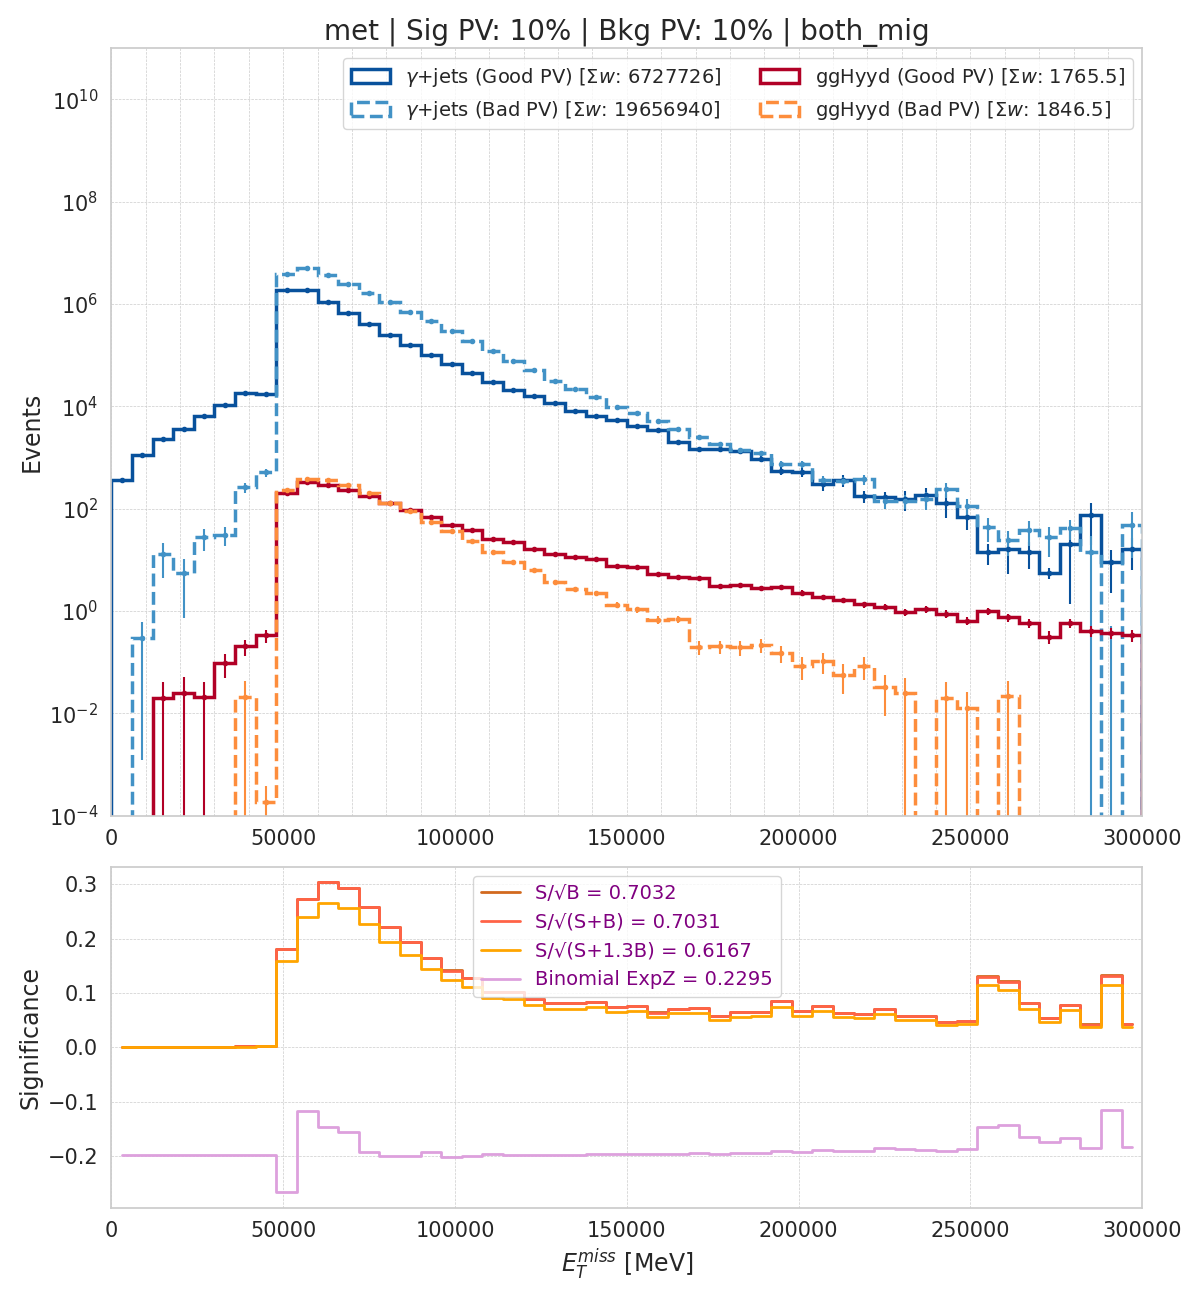 met | Sig PV: 10% | Bkg PV: 10% | both_mig
γ+jets (Good PV) [Σw: 6727726]
γ+jets (Bad PV) [Σw: 19656940]
ggHyyd (Good PV) [Σw: 1765.5]
ggHyyd (Bad PV) [Σw: 1846.5]
Events
10^10
10^8
10^6
10^4
10^2
10^0
10^−2
10^−4
0 50000 100000 150000 200000 250000 300000
S/√B = 0.7032
S/√(S+B) = 0.7031
S/√(S+1.3B) = 0.6167
Binomial ExpZ = 0.2295
Significance
0.3
0.2
0.1
0.0
−0.1
−0.2
0 50000 100000 150000 200000 250000 300000
E_T^miss [MeV]